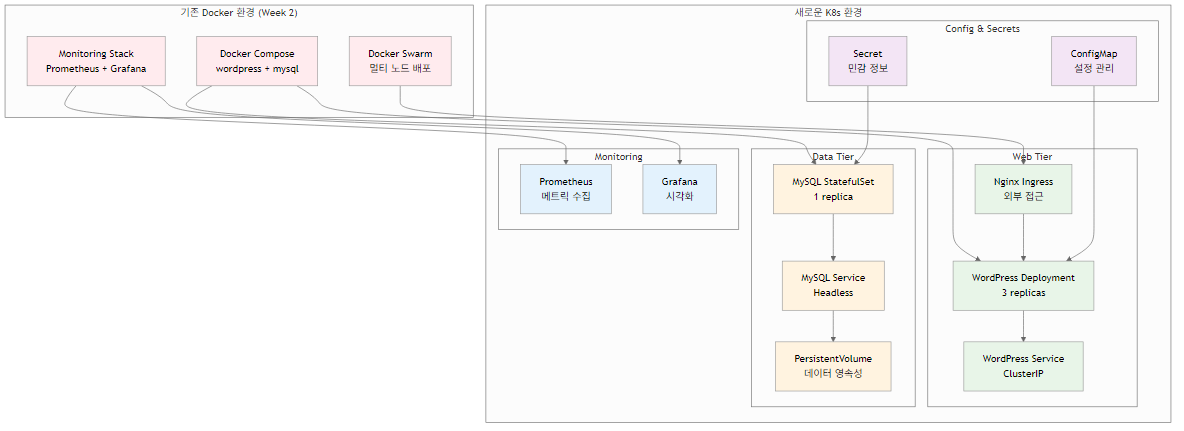 기존 Docker 환경 (Week 2)
Monitoring Stack
Prometheus + Grafana
Docker Compose
wordpress + mysql
Docker Swarm
멀티 노드 배포
새로운 K8s 환경
Config & Secrets
Secret
민감 정보
ConfigMap
설정 관리
Monitoring
Prometheus
메트릭 수집
Grafana
시각화
Data Tier
MySQL StatefulSet
1 replica
MySQL Service
Headless
PersistentVolume
데이터 영속성
Web Tier
Nginx Ingress
외부 접근
WordPress Deployment
3 replicas
WordPress Service
ClusterIP